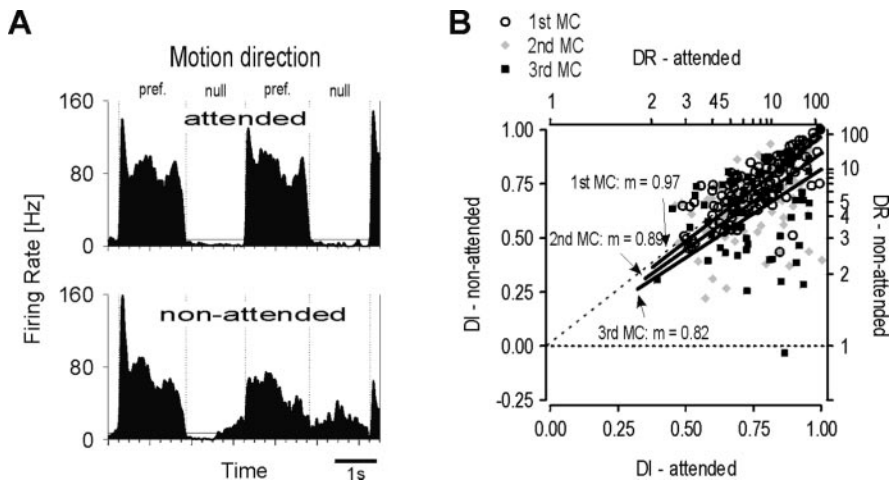 A
Motion direction
pref. null pref. null
160
attended
80
0
Firing Rate [Hz]
160
non-attended
80
0
Time
1s
B
1st MC
2nd MC
3rd MC
DR - attended
1 2 3 45 10 100
1.00
0.75
0.50
0.25
0.00
-0.25
DI - non-attended
1st MC: m = 0.97
2nd MC: m = 0.89
3rd MC: m = 0.82
100
10
5
4
3
2
1
DR - non-attended
0.00 0.25 0.50 0.75 1.00
DI - attended